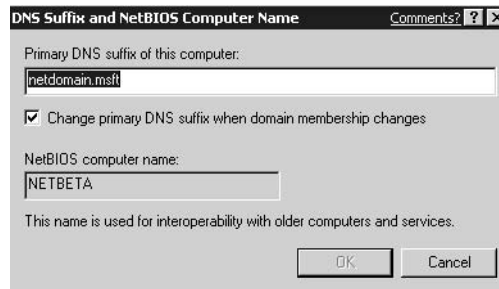 DNS Suffix and NetBIOS Computer Name Comments? ? X
Primary DNS suffix of this computer:
netdomain.msft
Change primary DNS suffix when domain membership changes
NetBIOS computer name:
NETBETA
This name is used for interoperability with older computers and services.
OK Cancel